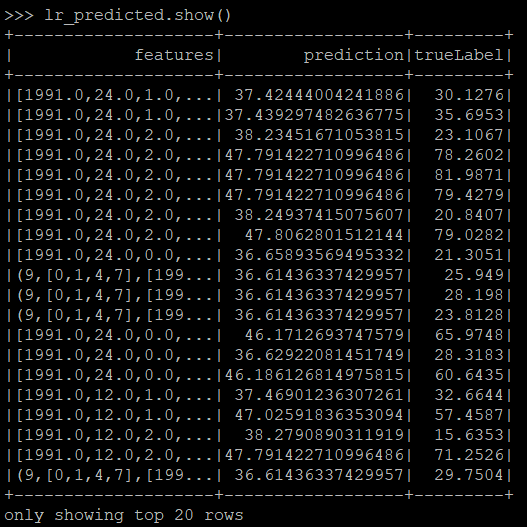 >>> lr_predicted.show()
+--------------------+------------------+---------+
|            features|        prediction|trueLabel|
+--------------------+------------------+---------+
|[1991.0,24.0,1.0,...| 37.42444004241886|  30.1276|
|[1991.0,24.0,1.0,...|37.439297482636775|  35.6953|
|[1991.0,24.0,2.0,...| 38.23451671053815|  23.1067|
|[1991.0,24.0,2.0,...|47.791422710996486|  78.2602|
|[1991.0,24.0,2.0,...|47.791422710996486|  81.9871|
|[1991.0,24.0,2.0,...|47.791422710996486|  79.4279|
|[1991.0,24.0,2.0,...| 38.24937415075607|  20.8407|
|[1991.0,24.0,2.0,...|  47.8062801512144|  79.0282|
|[1991.0,24.0,0.0,...| 36.65893569495332|  21.3051|
|(9,[0,1,4,7],[199...| 36.61436337429957|   25.949|
|(9,[0,1,4,7],[199...| 36.61436337429957|   28.198|
|(9,[0,1,4,7],[199...| 36.61436337429957|  23.8128|
|[1991.0,24.0,0.0,...|  46.1712693747579|  65.9748|
|[1991.0,24.0,0.0,...| 36.62922081451749|  28.3183|
|[1991.0,24.0,0.0,...|46.186126814975815|  60.6435|
|[1991.0,12.0,1.0,...| 37.46901236307261|  32.6644|
|[1991.0,12.0,1.0,...| 47.02591836353094|  57.4587|
|[1991.0,12.0,2.0,...|  38.2790890311919|  15.6353|
|[1991.0,12.0,2.0,...|47.791422710996486|  71.2526|
|(9,[0,1,4,7],[199...| 36.61436337429957|  29.7504|
+--------------------+------------------+---------+
only showing top 20 rows